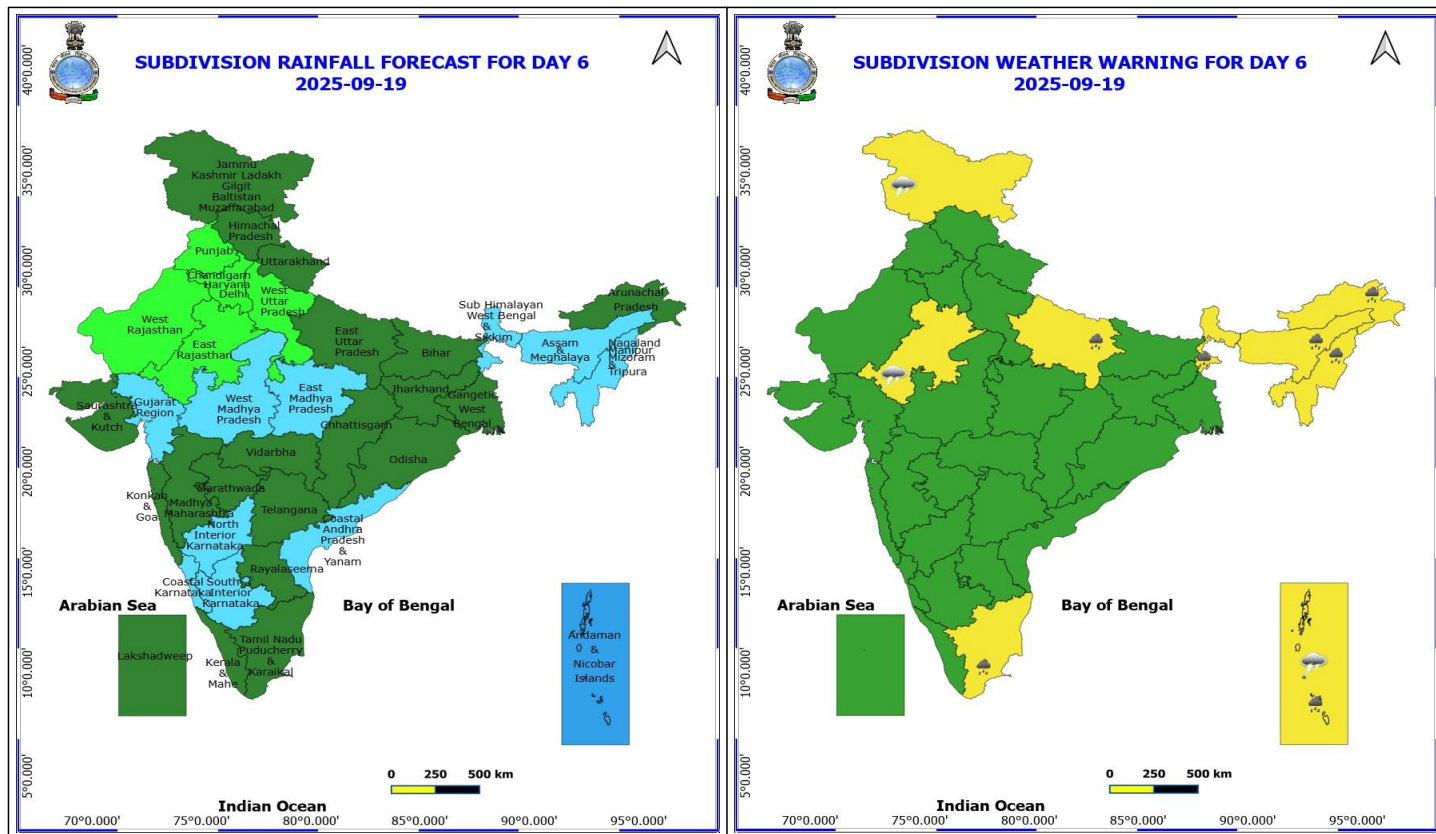 SUBDIVISION RAINFALL FORECAST FOR DAY 6
2025-09-19
40°0.000'
35°0.000'
30°0.000'
25°0.000'
20°0.000'
15°0.000'
10°0.000'
5°0.000'
Jammu
Kashmir Ladakh
Gilgit
Baltistan
Muzaffarabad
Himachal
Pradesh
Punjab
Uttarakhand
Chandigarh
Haryana
Delhi
West
Uttar
Pradesh
West
Rajasthan
East
Rajasthan
East
Uttar
Pradesh
Bihar
Sub Himalayan
West Bengal
&
Sikkim
Arunachal
Pradesh
Assam
&
Meghalaya
Nagaland
Manipur
Mizoram
&
Tripura
Saurashtra
&
Kutch
Gujarat
Region
West
Madhya
Pradesh
East
Madhya
Pradesh
Jharkhand
Gangetic
West
Bengal
Chhattisgarh
Vidarbha
Odisha
Konkan
&
Goa
Madhya
Maharashtra
Marathwada
Telangana
North
Interior
Karnataka
Coastal
Andhra
Pradesh
&
Yanam
Rayalaseema
Coastal
Karnataka
South
Interior
Karnataka
Arabian Sea
Bay of Bengal
Lakshadweep
Kerala
&
Mahe
Tamil Nadu
Puducherry
&
Karaikal
Andaman
&
Nicobar
Islands
0 250 500 km
Indian Ocean
70°0.000' 75°0.000' 80°0.000' 85°0.000' 90°0.000' 95°0.000'
SUBDIVISION WEATHER WARNING FOR DAY 6
2025-09-19
40°0.000'
35°0.000'
30°0.000'
25°0.000'
20°0.000'
15°0.000'
10°0.000'
5°0.000'
Arabian Sea
Bay of Bengal
0 250 500 km
Indian Ocean
70°0.000' 75°0.000' 80°0.000' 85°0.000' 90°0.000' 95°0.000'